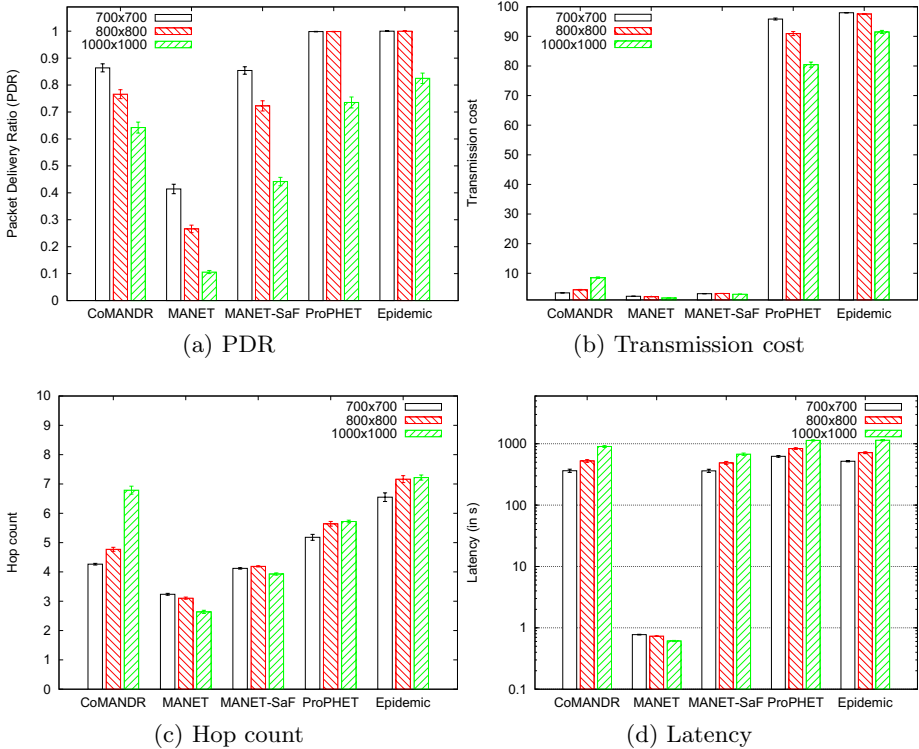 700x700
800x800
1000x1000
Packet Delivery Ratio (PDR)
1
0.9
0.8
0.7
0.6
0.5
0.4
0.3
0.2
0.1
0
CoMANDR MANET MANET-SaF ProPHET Epidemic
(a) PDR
700x700
800x800
1000x1000
Transmission cost
100
90
80
70
60
50
40
30
20
10
CoMANDR MANET MANET-SaF ProPHET Epidemic
(b) Transmission cost
700x700
800x800
1000x1000
Hop count
10
9
8
7
6
5
4
3
2
1
0
CoMANDR MANET MANET-SaF ProPHET Epidemic
(c) Hop count
700x700
800x800
1000x1000
Latency (in s)
1000
100
10
1
0.1
CoMANDR MANET MANET-SaF ProPHET Epidemic
(d) Latency